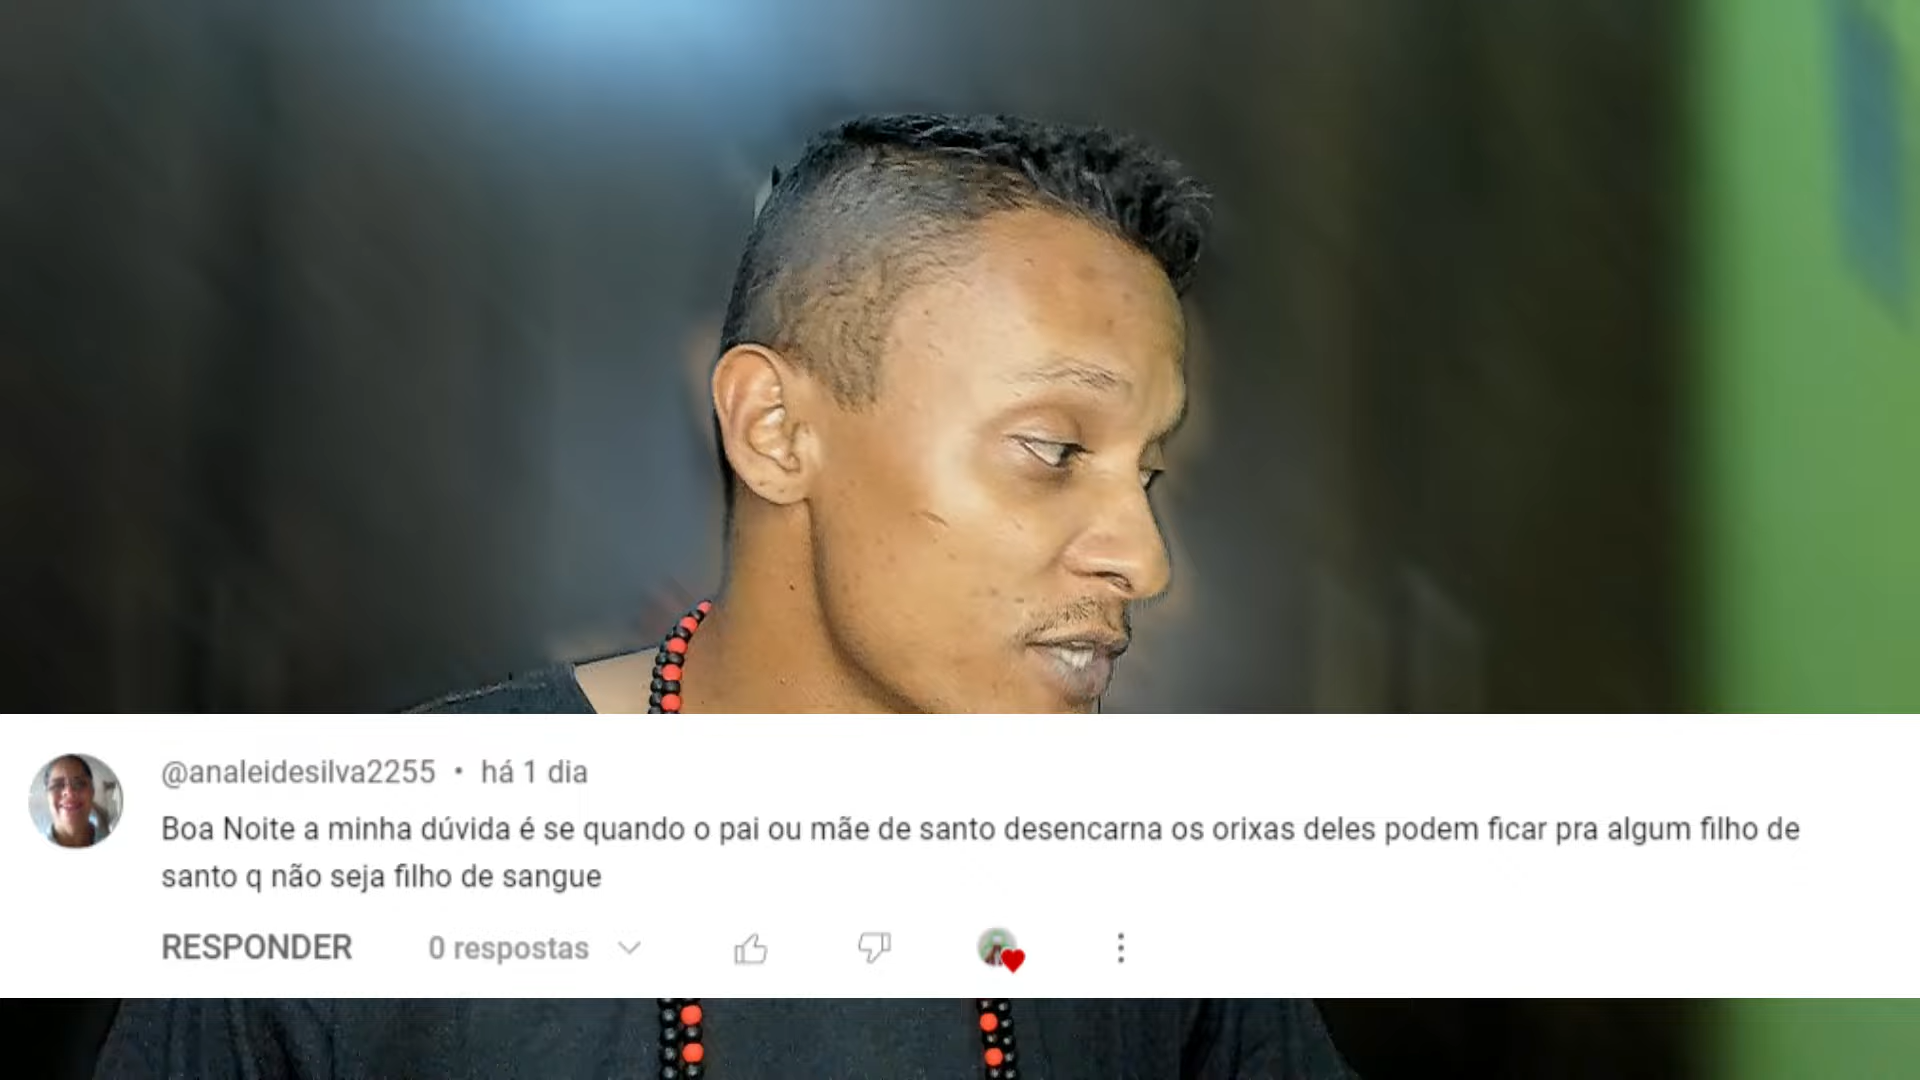 @analeidesilva2255 • há 1 dia
Boa Noite a minha dúvida é se quando o pai ou mãe de santo desencarna os orixas deles podem ficar pra algum filho de
santo q não seja filho de sangue
RESPONDER 0 respostas